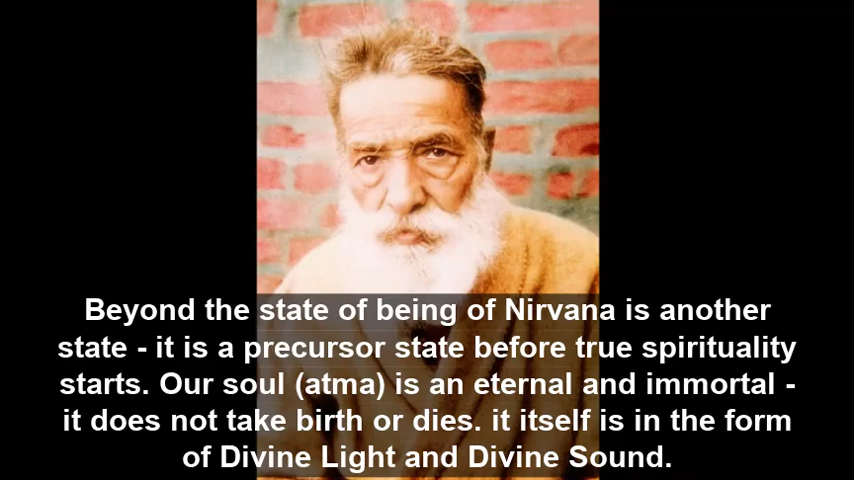 Beyond the state of being of Nirvana is another
state - it is a precursor state before true spirituality
starts. Our soul (atma) is an eternal and immortal -
it does not take birth or dies. it itself is in the form
of Divine Light and Divine Sound.